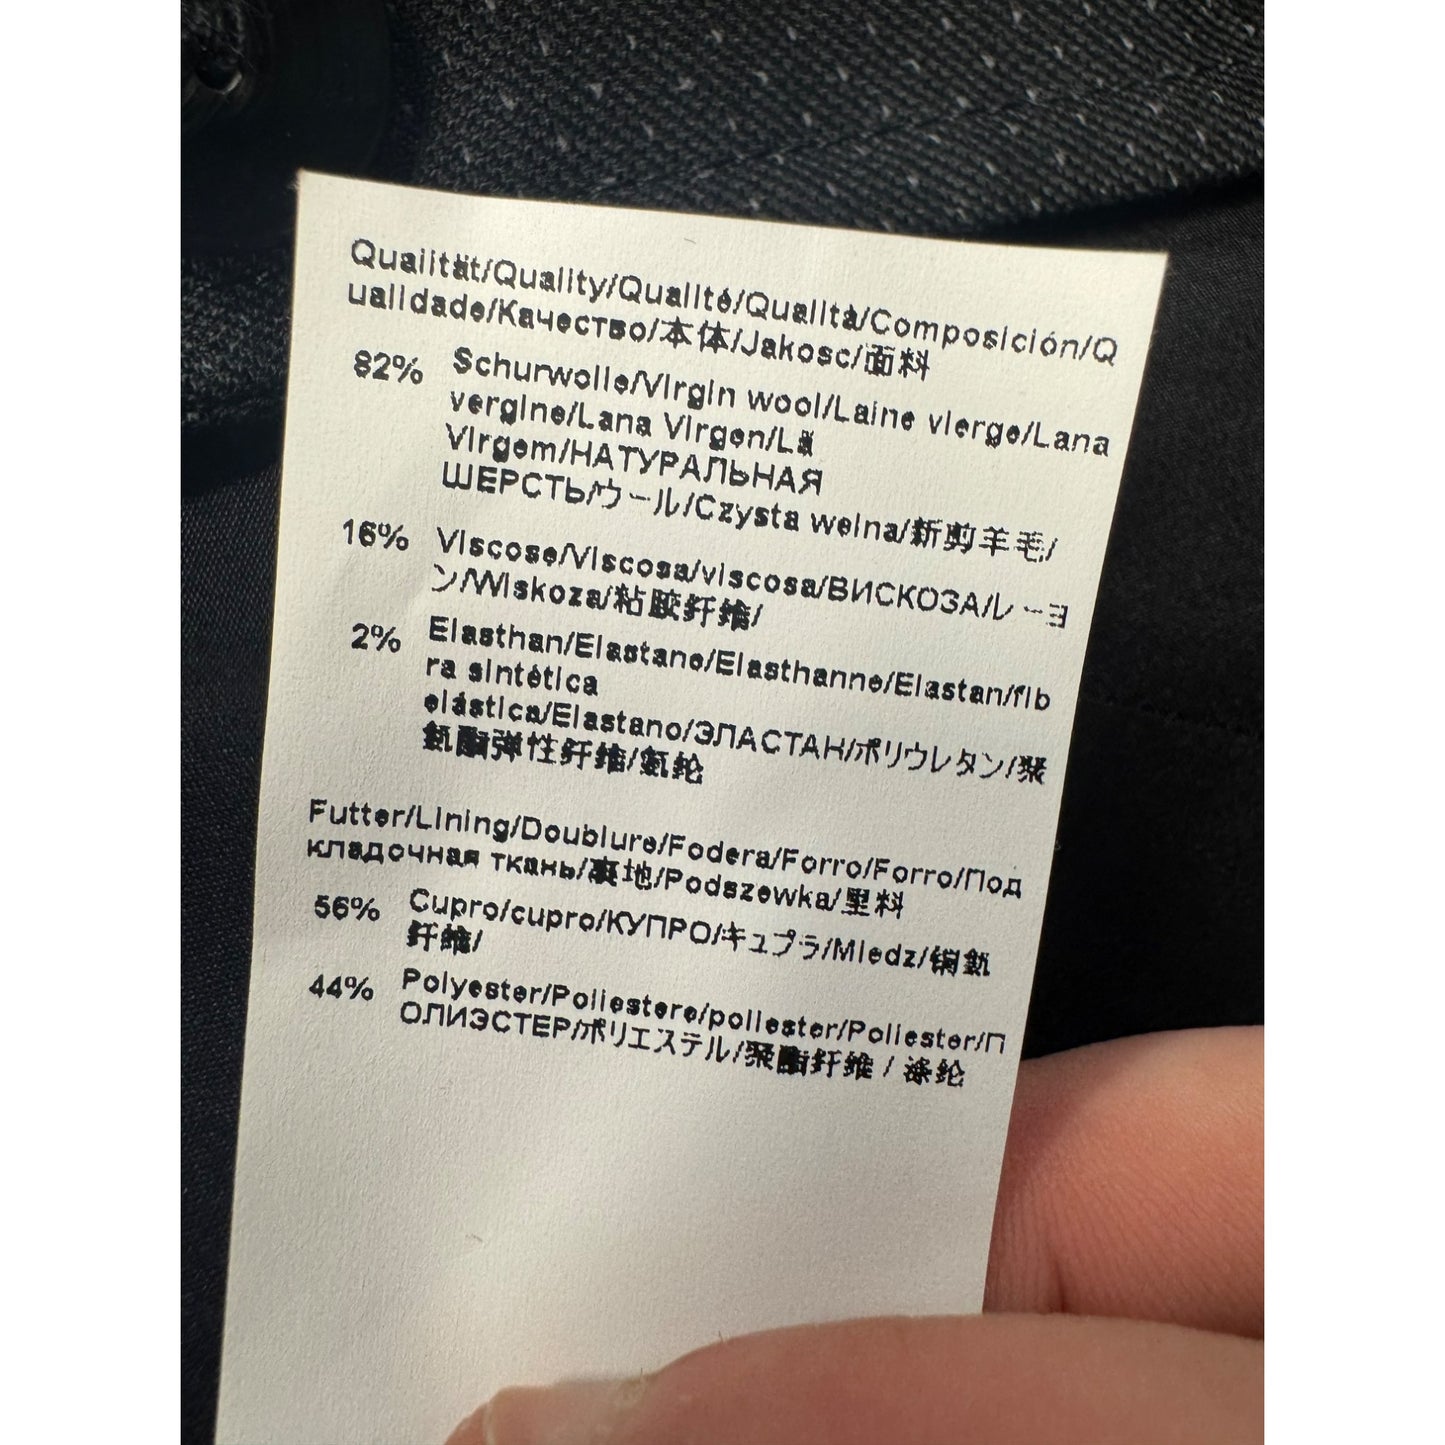 Qualität/Quality/Qualité/Qualità/Composición/Q
ualidade/Качество/本体/Jakosc/面料
82% Schurwolle/Virgin wool/Laine vierge/Lana
vergine/Lana Virgen/Lã
Virgem/НАТУРАЛЬНАЯ
ШЕРСТЬ/ウール/Czysta welna/新剪羊毛/
16% Viscose/Viscosa/viscosa/ВИСКОЗА/レーヨ
ン/Wiskoza/粘胶纤维/
2% Elasthan/Elastane/Elasthanne/Elastan/fib
ra sintética
elástica/Elastano/ЭЛАСТАН/ポリウレタン/聚
氨酯弹性纤维/氨纶
Futter/Lining/Doublure/Fodera/Forro/Forro/Под
кладочная ткань/裏地/Podszewka/里料
56% Cupro/cupro/КУПРО/キュプラ/Miedz/铜氨
纤维/
44% Polyester/Poliestere/poliester/Poliester/П
ОЛИЭСТЕР/ポリエステル/聚酯纤维 / 涤纶